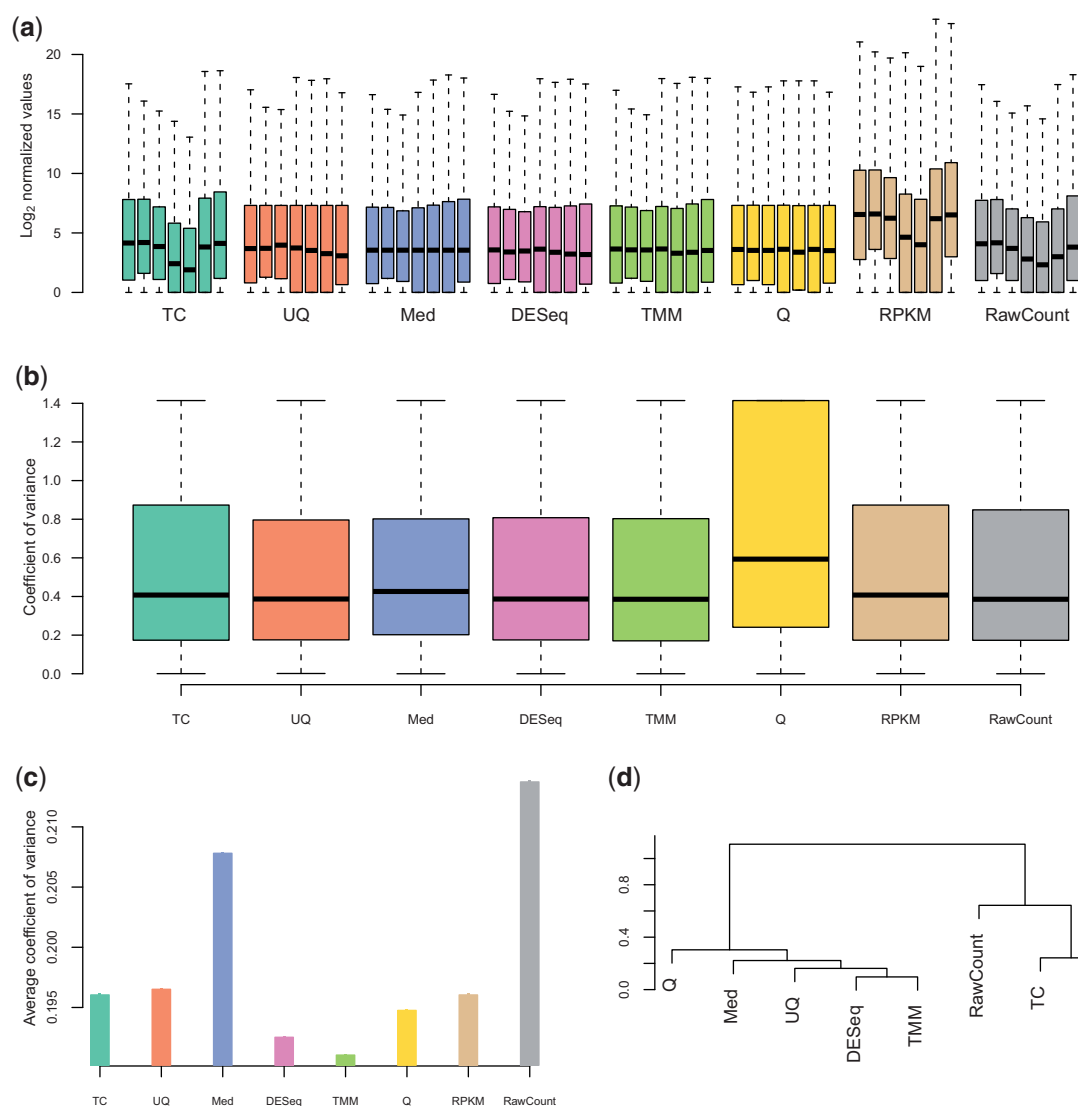 (a)
Log2 normalized values
20
15
10
5
0
TC UQ Med DESeq TMM Q RPKM RawCount
(b)
Coefficient of variance
1.4
1.2
1.0
0.8
0.6
0.4
0.2
0.0
TC UQ Med DESeq TMM Q RPKM RawCount
(c)
Average coefficient of variance
0.210
0.205
0.200
0.195
TC UQ Med DESeq TMM Q RPKM RawCount
(d)
0.8
0.4
0.0
Q Med UQ DESeq TMM RawCount TC